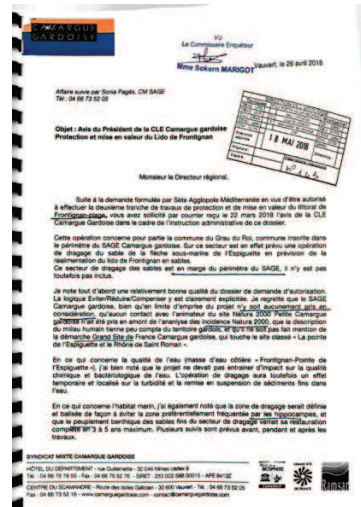 CAMARGUE
GARDOISE
VU
Le Commissaire Enquêteur
Mme Sokorn MARIGOT
Vauvert, le 26 avril 2018
Affaire suivie par Sonia Pagès, CM SAGE
Tél : 04 66 73 52 05
18 MAI 2018
Objet : Avis du Président de la CLE Camargue gardoise
Protection et mise en valeur du Lido de Frontignan
Monsieur le Directeur régional,
Suite à la demande formulée par Sète Agglopole Méditerranée en vue d'être autorisé
à effectuer la deuxième tranche de travaux de protection et de mise en valeur du littoral de
Frontignan-plage, vous avez sollicité par courrier reçu le 22 mars 2018 l'avis de la CLE
Camargue Gardoise dans le cadre de l'instruction administrative de ce dossier.
Cette opération concerne pour partie la commune du Grau du Roi, commune inscrite dans
le périmètre du SAGE Camargue gardoise. Sur ce secteur est en effet prévu une opération
de dragage du sable de la flèche sous-marine de l'Espiguette en prévision de la
réalimentation du lido de Frontignan en sables.
Ce secteur de dragage des sables est en marge du périmètre du SAGE, il n'y est pas
toutefois pas inclus.
Je note tout d'abord une relativement bonne qualité du dossier de demande d'autorisation.
La logique Eviter/Réduire/Compenser y est clairement explicitée. Je regrette que le SAGE
Camargue gardoise, bien qu'en limite d'emprise du projet n'y soit aucunement pris en
considération, qu'aucun contact avec l'animateur du site Natura 2000 Petite Camargue
gardoise n'ait été pris en amont de l'analyse des incidence Natura 2000, que la description
du milieu humain tienne peu compte du territoire gardois, et qu'il ne soit pas fait mention de
la démarche Grand Site de France Camargue gardoise, qui touche le site classé « La pointe
de l'Espiguette et le Rhône de Saint Roman ».
En ce qui concerne la qualité de l'eau (masse d'eau côtière « Frontignan-Pointe de
l'Espiguette »), j'ai bien noté que le projet ne devait pas entrainer d'impact sur la qualité
chimique et bactériologique de l'eau. L'opération de dragage aura toutefois un effet
temporaire et localisé sur la turbidité et la remise en suspension de sédiments fins dans
l'eau.
En ce qui concerne l'habitat marin, j'ai également noté que la zone de dragage serait définie
et balisée de façon à éviter la zone préférentiellement fréquentée par les hippocampes, et
que le peuplement benthique des sables fins du secteur de dragage verrait sa restauration
complète en 3 à 5 ans maximum. Plusieurs suivis sont prévus avant, pendant et après les
travaux.
SYNDICAT MIXTE CAMARGUE GARDOISE
HÔTEL DU DÉPARTEMENT - rue Guillemette - 30 044 Nîmes cedex 9
CENTRE DU SCAMANDRE - Route des Iscles Gallician - 30 600 Vauvert - Tél. : 04 66 73 52 05
Fax : 04 66 73 52 16 - www.camarguegardoise.com - contact@camarguegardoise.com
Ramsar